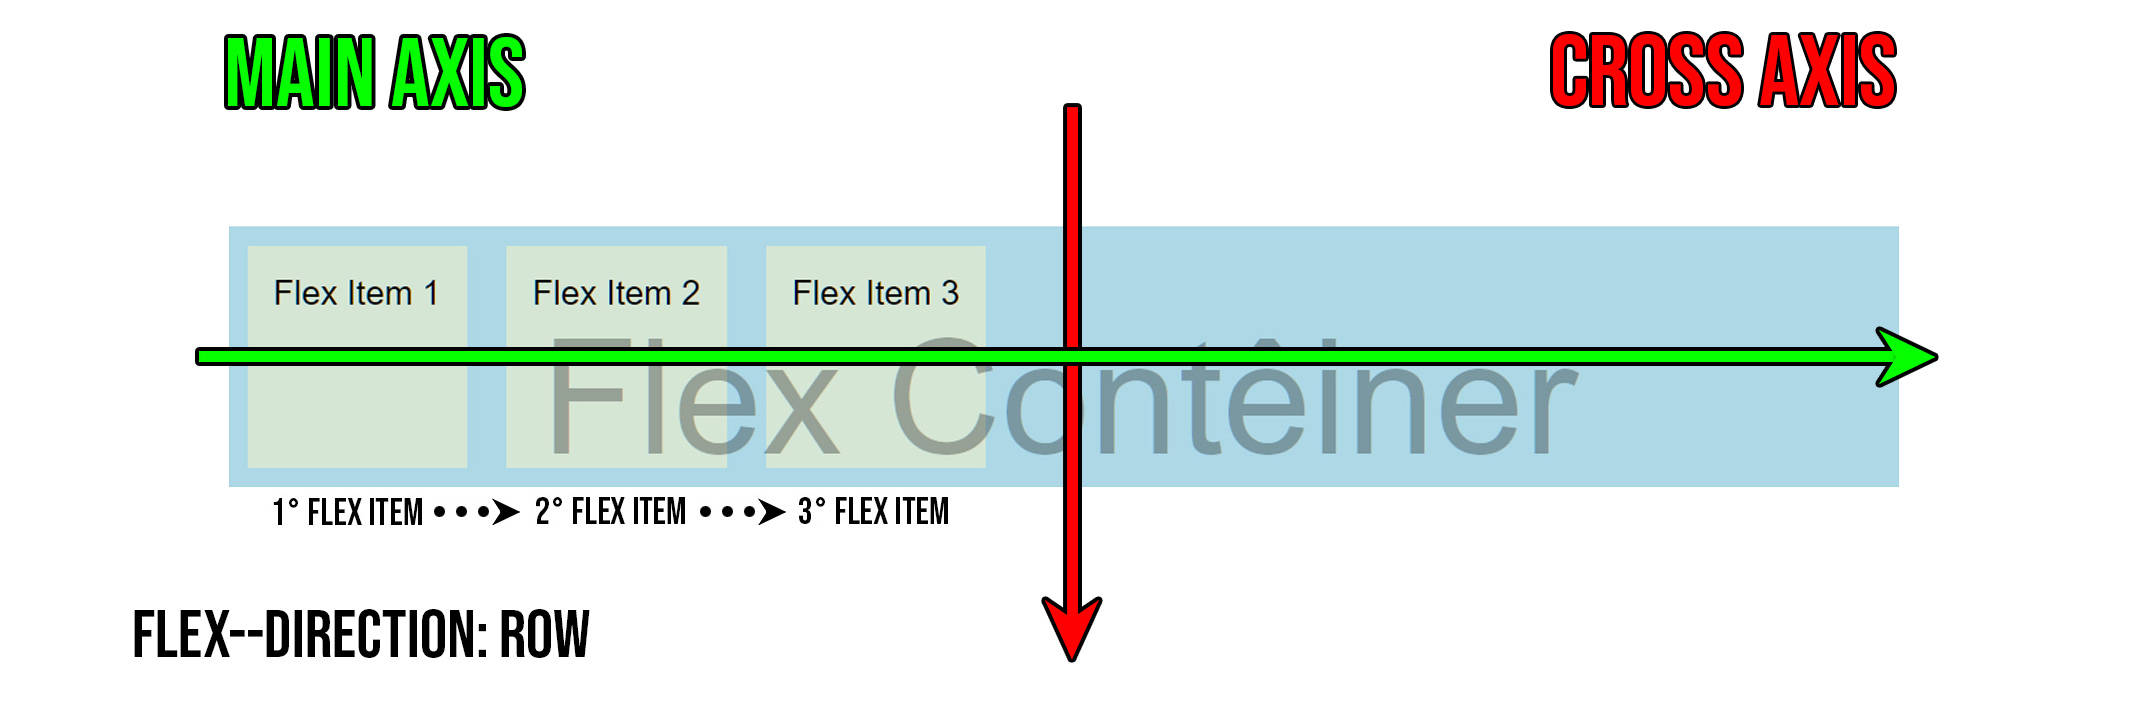 MAIN AXIS
CROSS AXIS
Flex Item 1
Flex Item 2
Flex Item 3
Flex Contêiner
1° FLEX ITEM
2° FLEX ITEM
3° FLEX ITEM
FLEX--DIRECTION: ROW